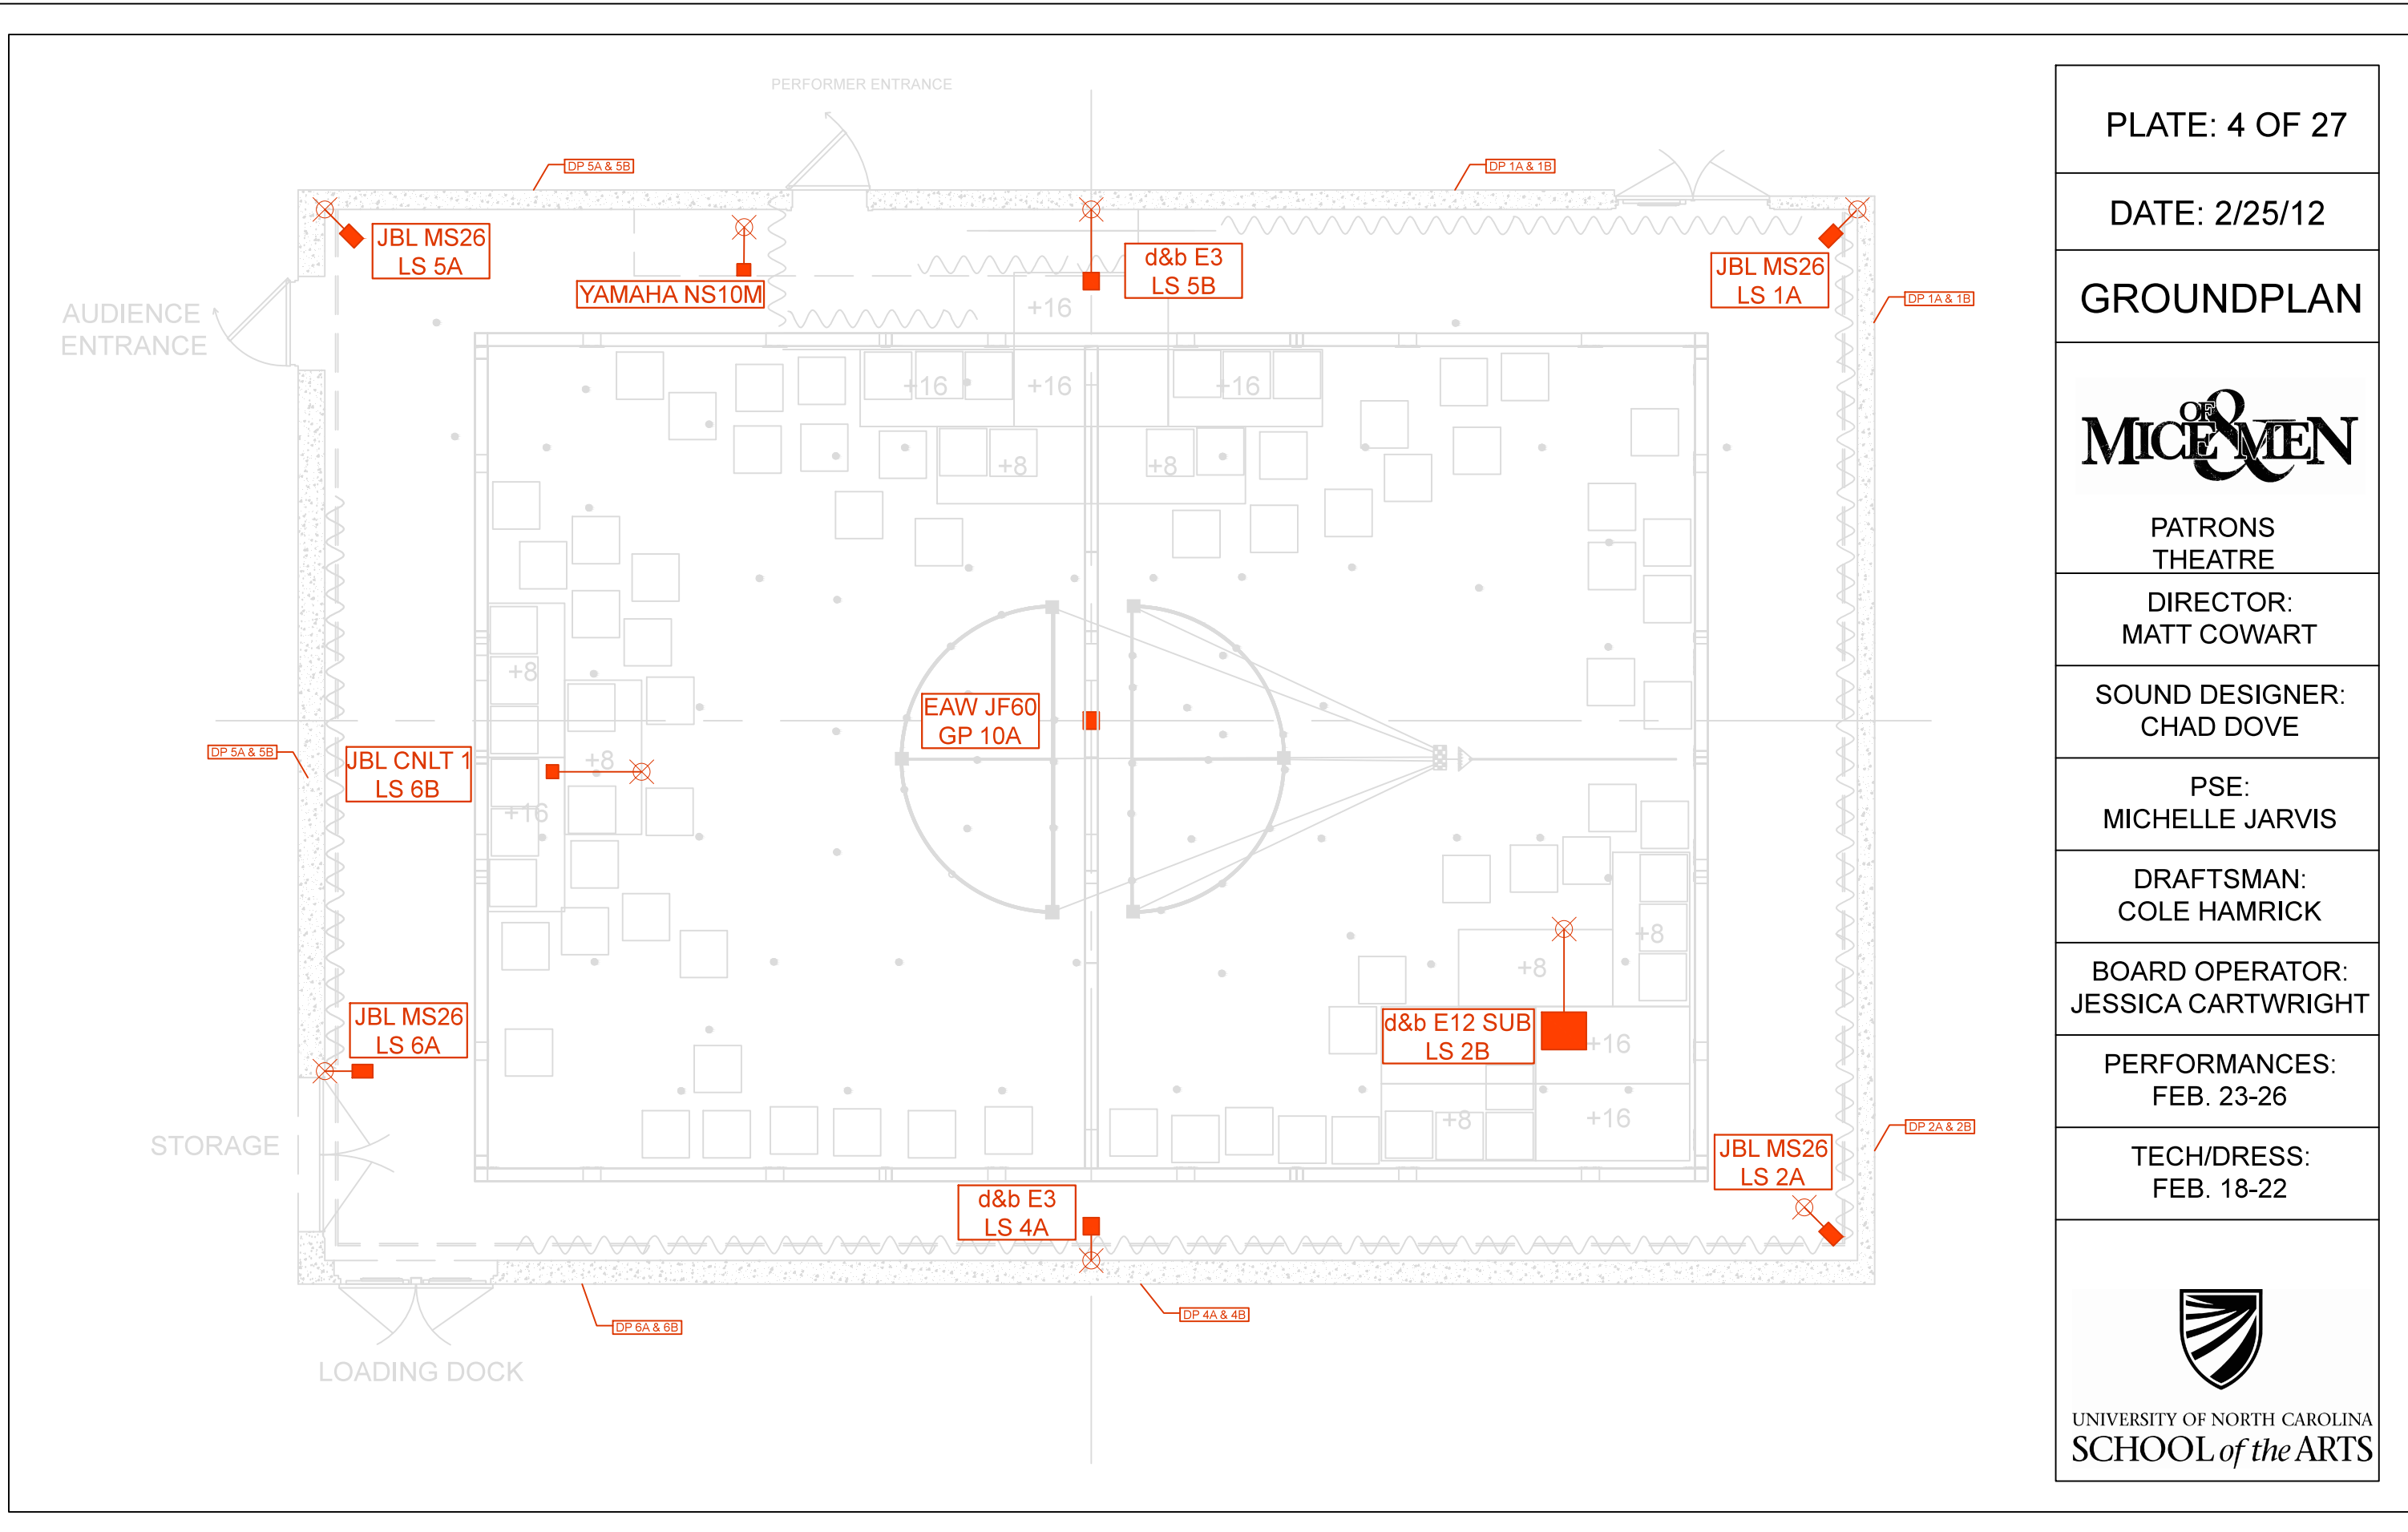 PERFORMER ENTRANCE
DP 5A & 5B
DP 1A & 1B
JBL MS26
LS 5A
YAMAHA NS10M
d&b E3
LS 5B
JBL MS26
LS 1A
DP 1A & 1B
AUDIENCE
ENTRANCE
+16
+16
+16
+16
+8
+8
+8
EAW JF60
GP 10A
DP 5A & 5B
JBL CNLT 1
LS 6B
+8
+16
+8
+8
JBL MS26
LS 6A
d&b E12 SUB
LS 2B
+16
+8
+16
STORAGE
JBL MS26
LS 2A
DP 2A & 2B
d&b E3
LS 4A
DP 6A & 6B
DP 4A & 4B
LOADING DOCK
PLATE: 4 OF 27
DATE: 2/25/12
GROUNDPLAN
OF
MICE & MEN
PATRONS
THEATRE
DIRECTOR:
MATT COWART
SOUND DESIGNER:
CHAD DOVE
PSE:
MICHELLE JARVIS
DRAFTSMAN:
COLE HAMRICK
BOARD OPERATOR:
JESSICA CARTWRIGHT
PERFORMANCES:
FEB. 23-26
TECH/DRESS:
FEB. 18-22
UNIVERSITY OF NORTH CAROLINA
SCHOOL of the ARTS